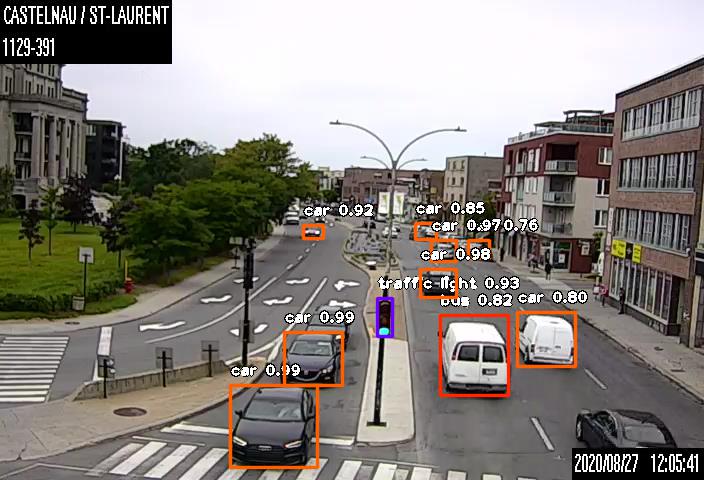 CASTELNAU / ST-LAURENT
1129-391
car 0.92
car 0.85
car 0.97
0.76
car 0.98
traffic light 0.93
bus 0.82
car 0.80
car 0.99
car 0.99
2020/08/27 12:05:41